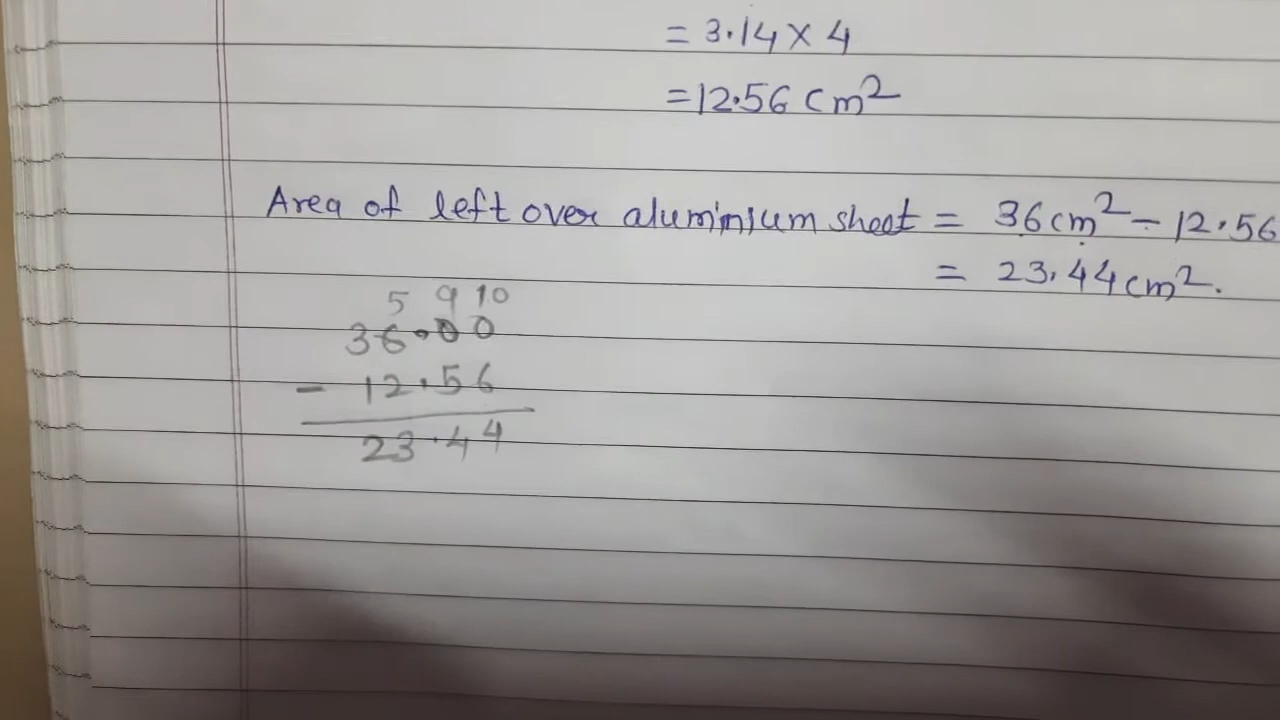 = 3.14 × 4
= 12.56 cm²
Area of left over aluminium sheet = 36 cm² - 12.56
= 23.44 cm².
5 9 10
36.00
- 12.56
23.44